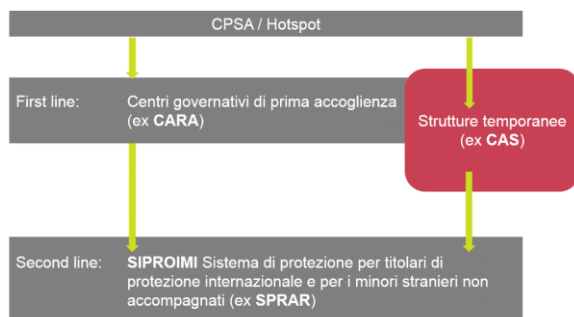 CPSA / Hotspot
First line:
Centri governativi di prima accoglienza
(ex CARA)
Strutture temporanee
(ex CAS)
Second line:
SIPROIMI Sistema di protezione per titolari di
protezione internazionale e per i minori stranieri non
accompagnati (ex SPRAR)